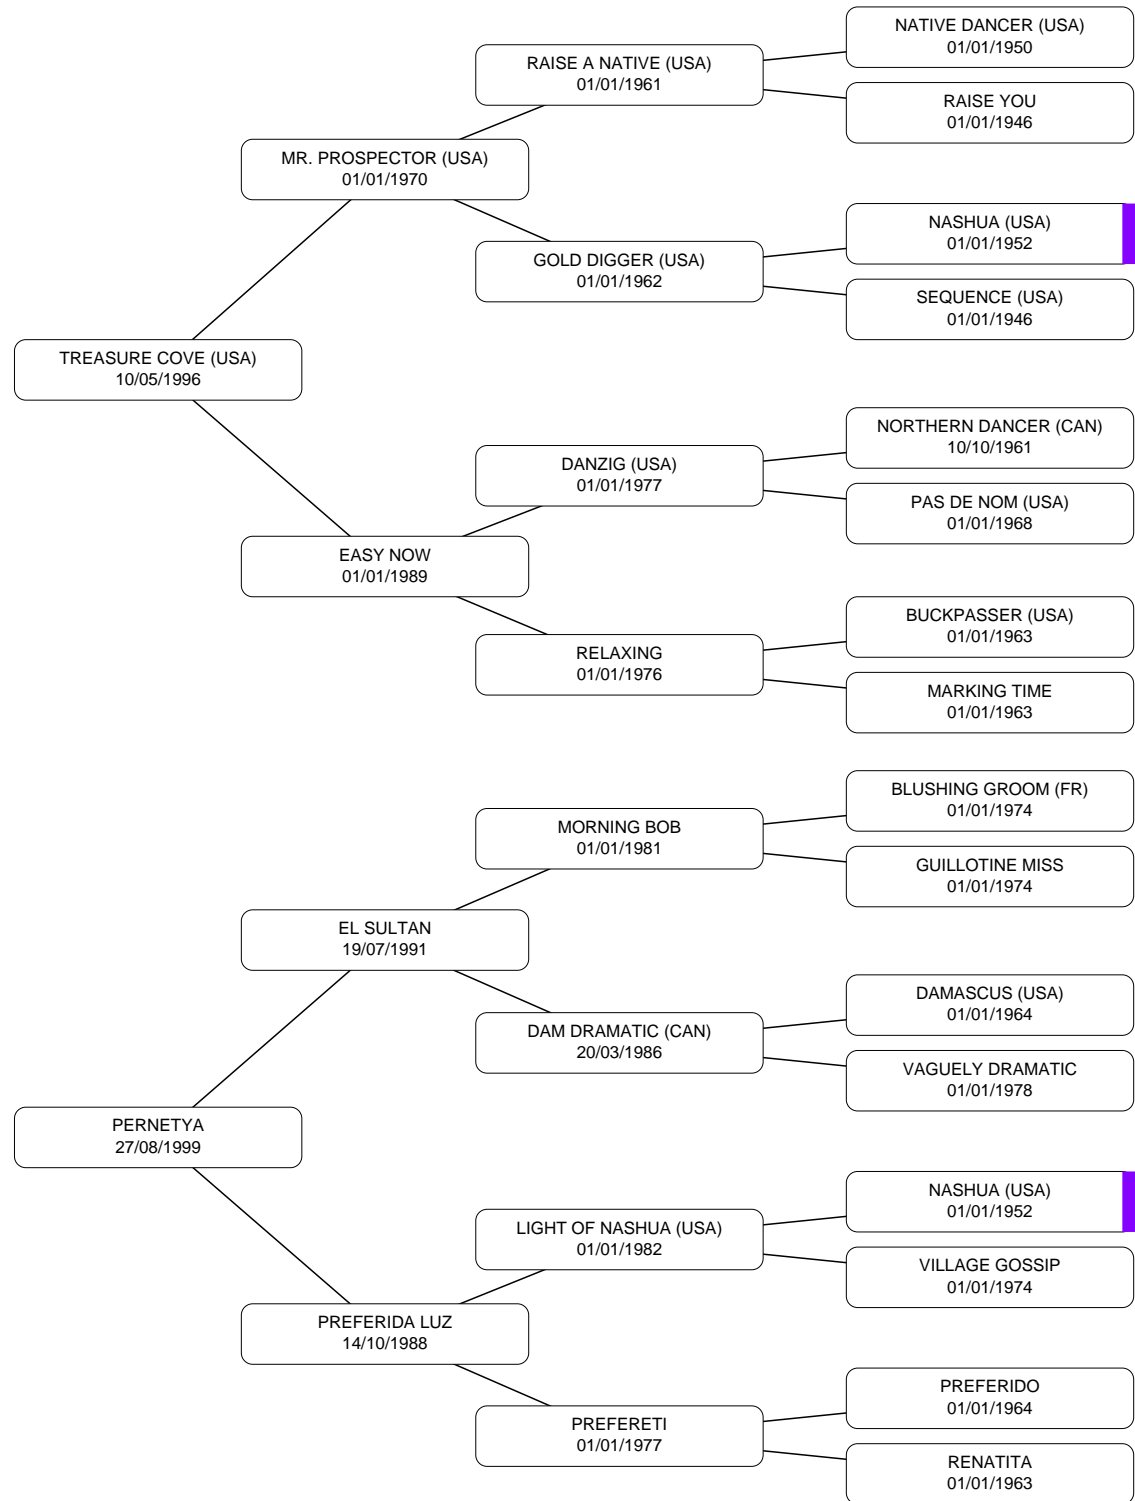 NATIVE DANCER (USA)
01/01/1950
RAISE A NATIVE (USA)
01/01/1961
RAISE YOU
01/01/1946
MR. PROSPECTOR (USA)
01/01/1970
NASHUA (USA)
01/01/1952
GOLD DIGGER (USA)
01/01/1962
SEQUENCE (USA)
01/01/1946
TREASURE COVE (USA)
10/05/1996
NORTHERN DANCER (CAN)
10/10/1961
DANZIG (USA)
01/01/1977
PAS DE NOM (USA)
01/01/1968
EASY NOW
01/01/1989
BUCKPASSER (USA)
01/01/1963
RELAXING
01/01/1976
MARKING TIME
01/01/1963
BLUSHING GROOM (FR)
01/01/1974
MORNING BOB
01/01/1981
GUILLOTINE MISS
01/01/1974
EL SULTAN
19/07/1991
DAMASCUS (USA)
01/01/1964
DAM DRAMATIC (CAN)
20/03/1986
VAGUELY DRAMATIC
01/01/1978
PERNETYA
27/08/1999
NASHUA (USA)
01/01/1952
LIGHT OF NASHUA (USA)
01/01/1982
VILLAGE GOSSIP
01/01/1974
PREFERIDA LUZ
14/10/1988
PREFERIDO
01/01/1964
PREFERETI
01/01/1977
RENATITA
01/01/1963